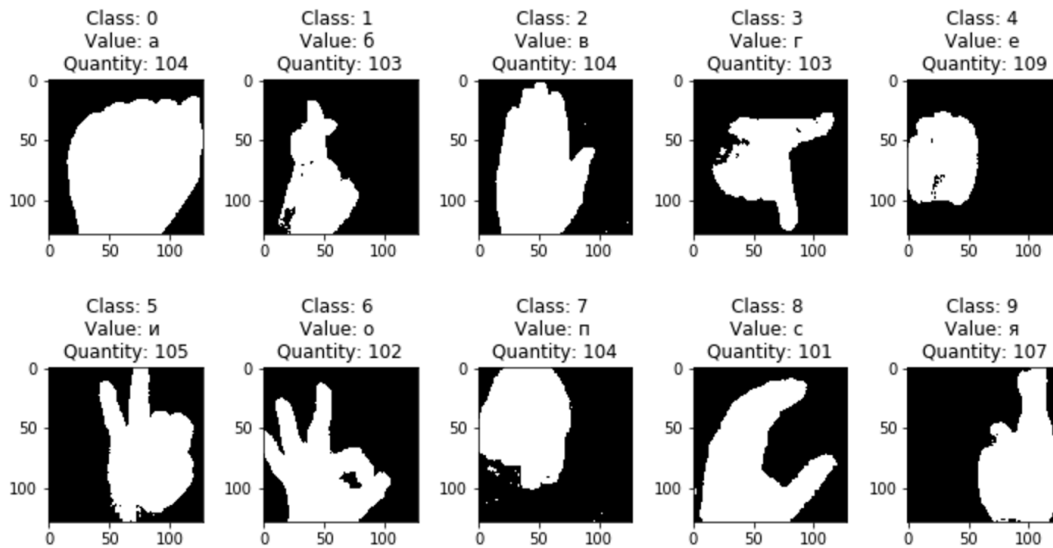 Class: 0
Value: а
Quantity: 104
0
50
100
0 50 100
Class: 1
Value: б
Quantity: 103
0
50
100
0 50 100
Class: 2
Value: в
Quantity: 104
0
50
100
0 50 100
Class: 3
Value: г
Quantity: 103
0
50
100
0 50 100
Class: 4
Value: е
Quantity: 109
0
50
100
0 50 100
Class: 5
Value: и
Quantity: 105
0
50
100
0 50 100
Class: 6
Value: о
Quantity: 102
0
50
100
0 50 100
Class: 7
Value: п
Quantity: 104
0
50
100
0 50 100
Class: 8
Value: с
Quantity: 101
0
50
100
0 50 100
Class: 9
Value: я
Quantity: 107
0
50
100
0 50 100